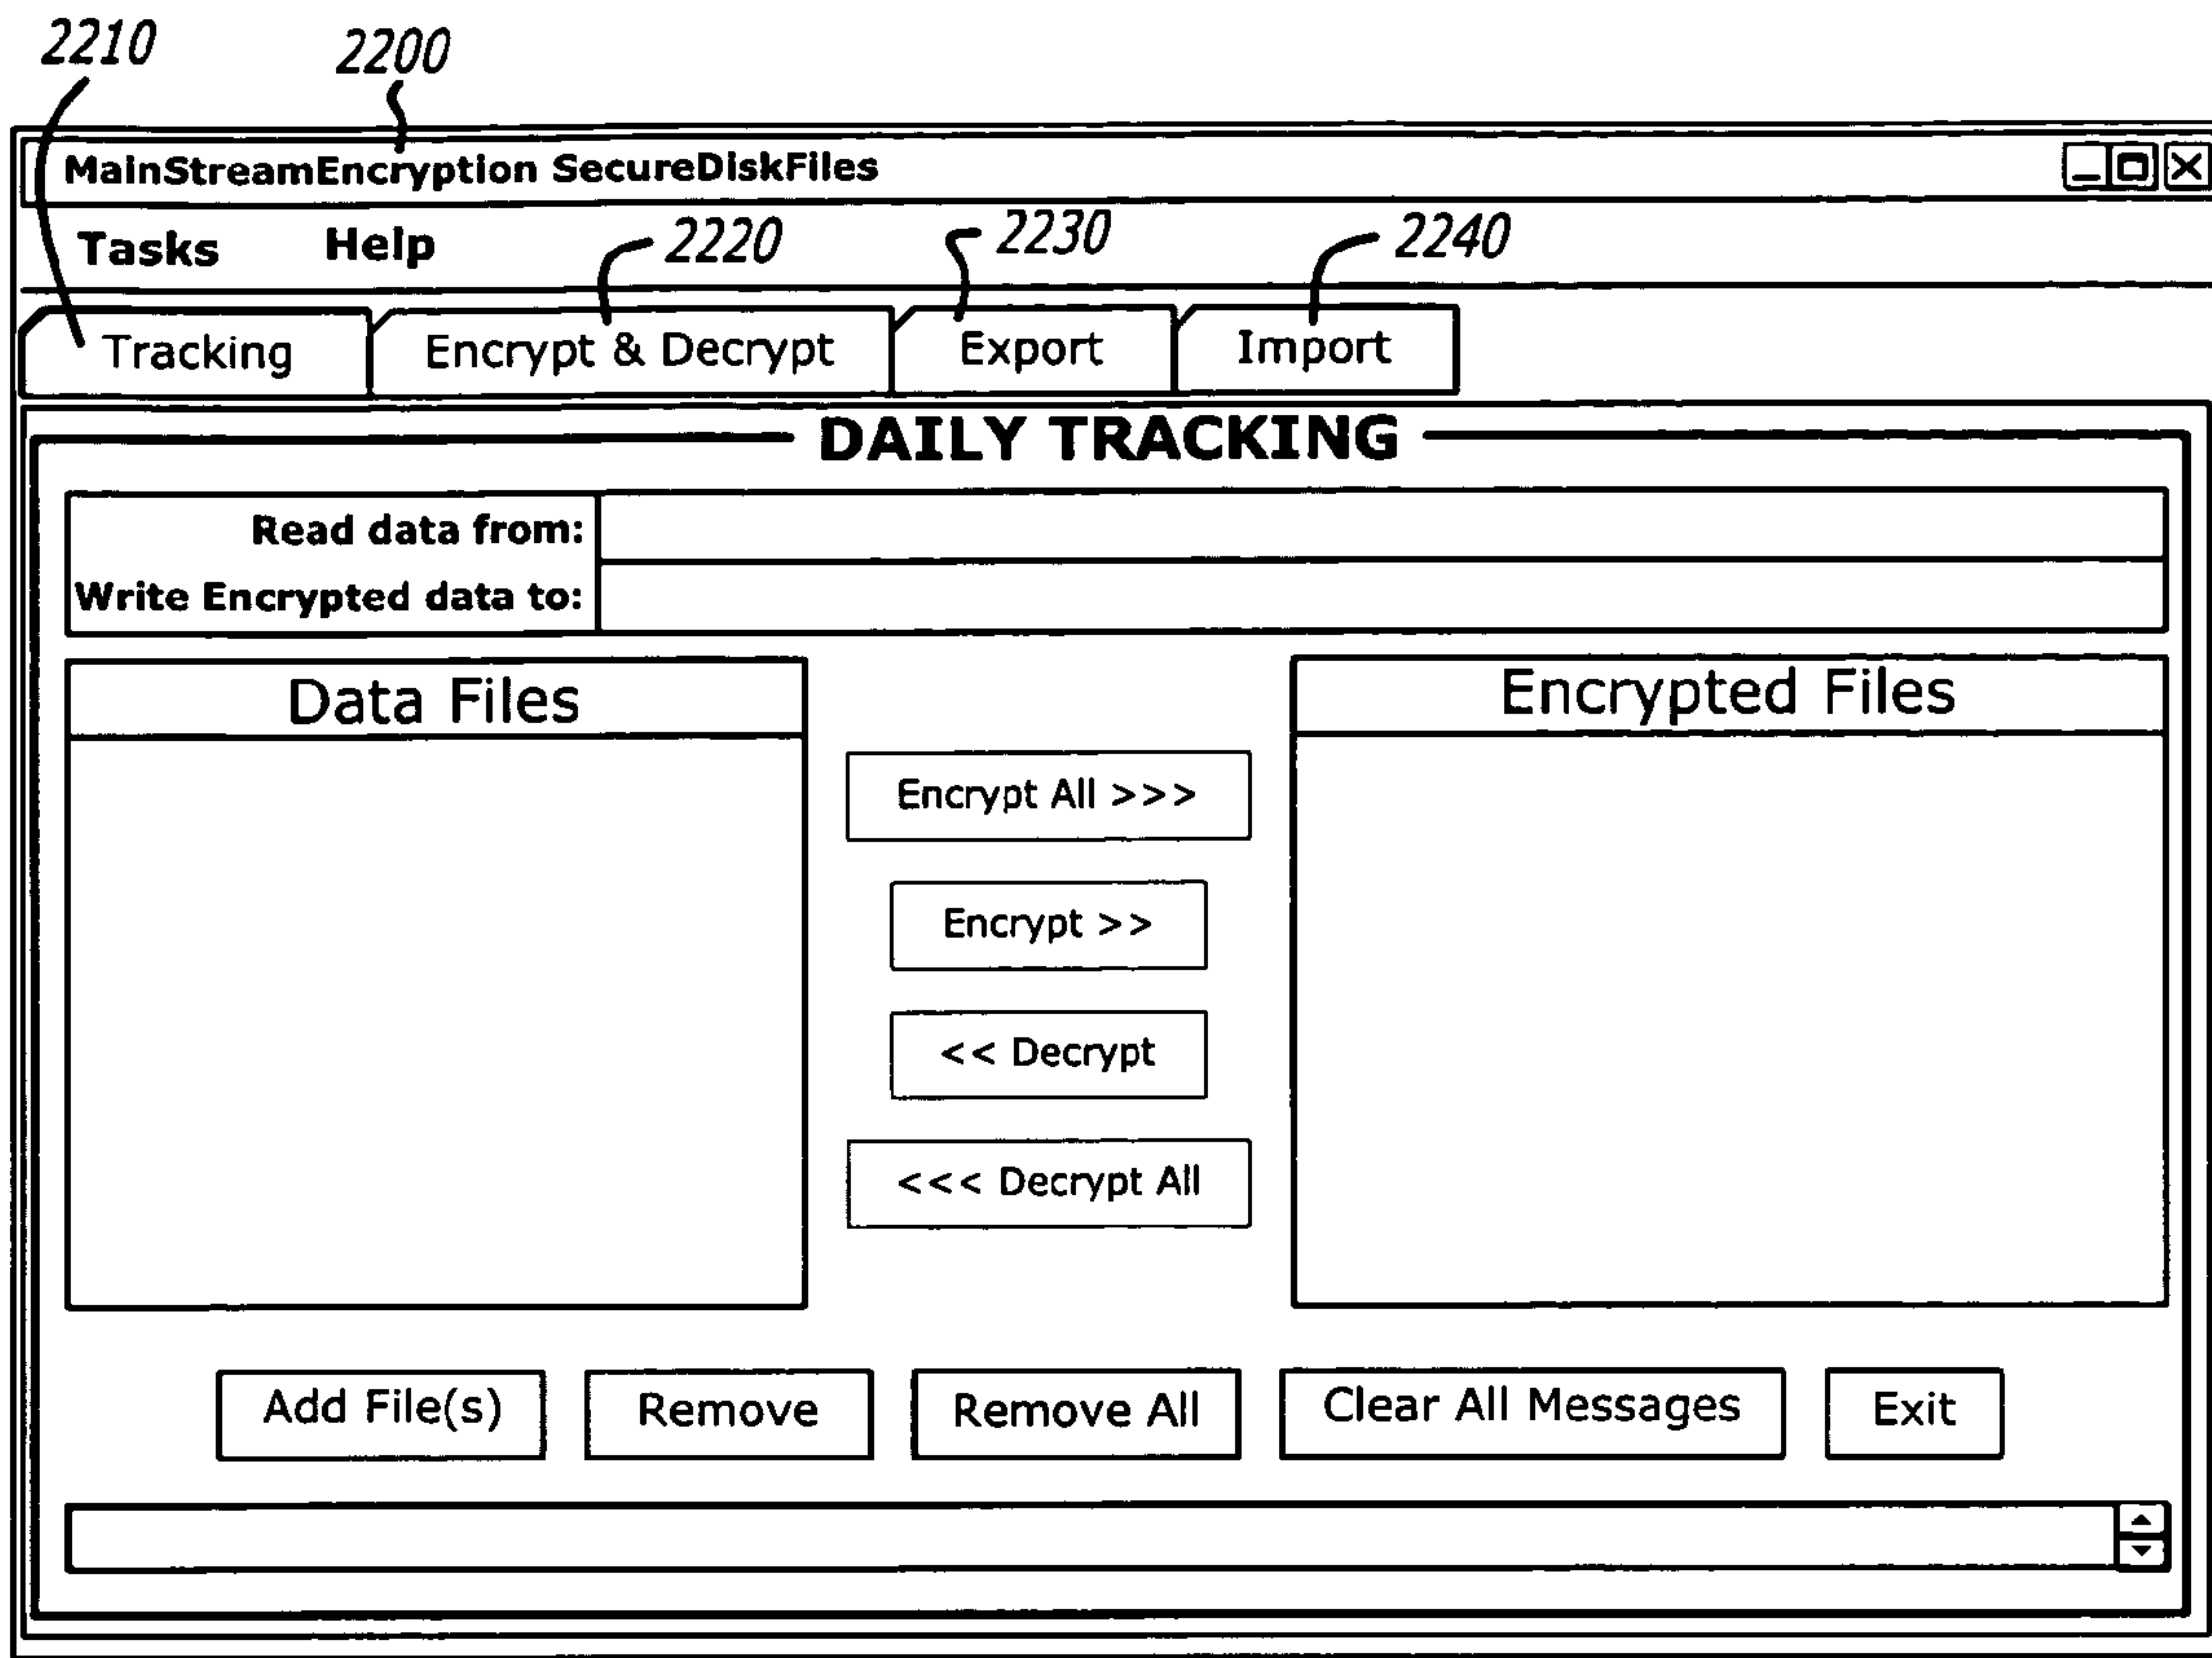 2210 2200
MainStreamEncryption SecureDiskFiles
Tasks Help 2220 2230 2240
Tracking Encrypt & Decrypt Export Import
DAILY TRACKING
Read data from:
Write Encrypted data to:
Data Files Encrypted Files
Encrypt All >>>
Encrypt >>
<< Decrypt
<<< Decrypt All
Add File(s) Remove Remove All Clear All Messages Exit